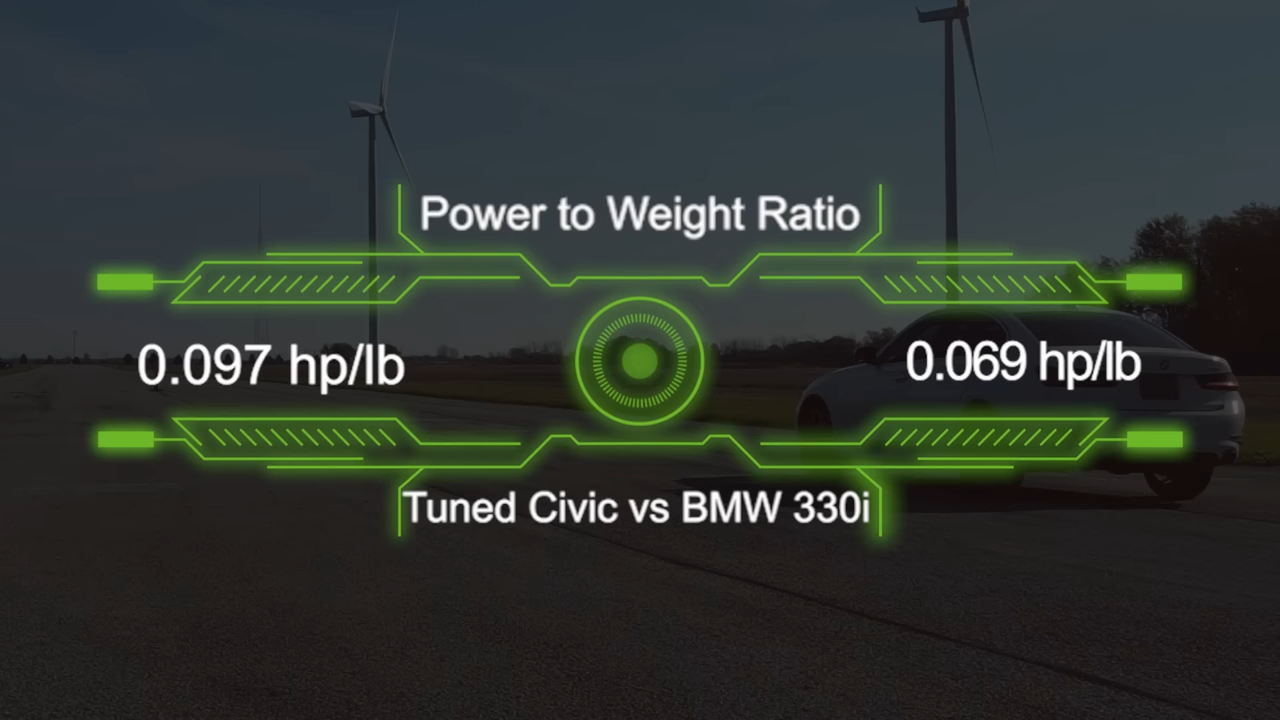 Power to Weight Ratio
0.097 hp/lb
0.069 hp/lb
Tuned Civic vs BMW 330i